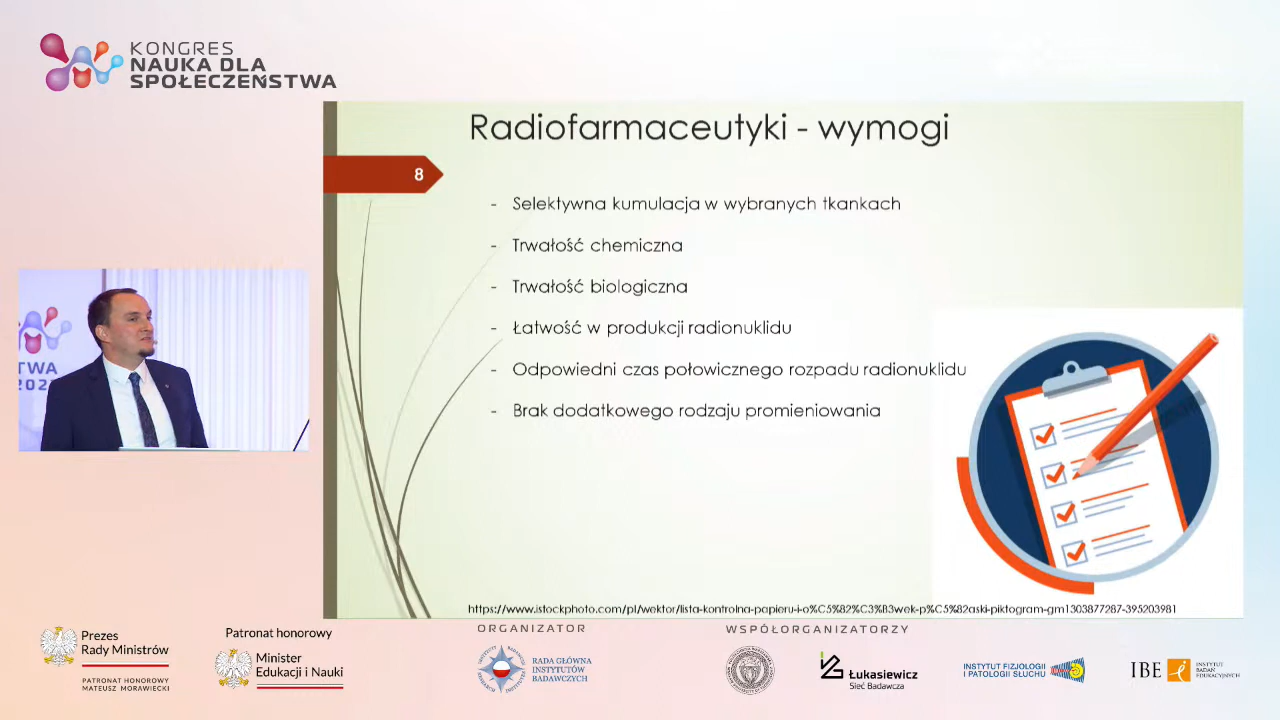 KONGRES
NAUKA DLA
SPOŁECZEŃSTWA
Radiofarmaceutyki - wymogi
8
- Selektywna kumulacja w wybranych tkankach
- Trwałość chemiczna
- Trwałość biologiczna
- Łatwość w produkcji radionuklidu
- Odpowiedni czas połowicznego rozpadu radionuklidu
- Brak dodatkowego rodzaju promieniowania
TWA
https://www.istockphoto.com/pl/wektor/lista-kontrolna-papieru-i-o%C5%82%C3%B3wek-p%C5%82aski-piktogram-gm1303877287-395203981
Prezes
Rady Ministrów
PATRONAT HONOROWY
MATEUSZ MORAWIECKI
Patronat honorowy
Minister
Edukacji i Nauki
ORGANIZATOR
RADA GŁÓWNA
INSTYTUTÓW
BADAWCZYCH
WSPÓŁORGANIZATORZY
Łukasiewicz
Sieć Badawcza
INSTYTUT FIZJOLOGII
I PATOLOGII SŁUCHU
IBE
INSTYTUT
BADAŃ
EDUKACYJNYCH